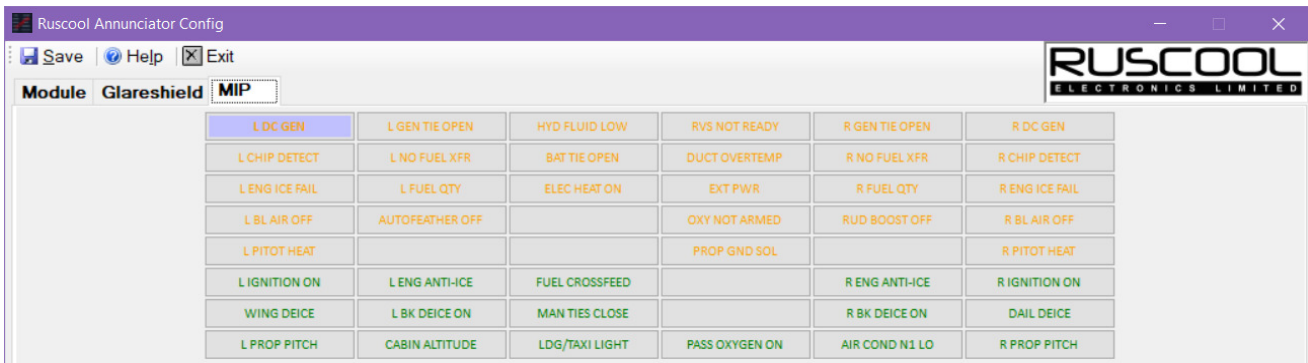 Ruscool Annunciator Config
Save Help Exit
RUSCOOL
ELECTRONICS LIMITED
Module Glareshield MIP
L DC GEN L GEN TIE OPEN HYD FLUID LOW RVS NOT READY R GEN TIE OPEN R DC GEN
L CHIP DETECT L NO FUEL XFR BAT TIE OPEN DUCT OVERTEMP R NO FUEL XFR R CHIP DETECT
L ENG ICE FAIL L FUEL QTY ELEC HEAT ON EXT PWR R FUEL QTY R ENG ICE FAIL
L BL AIR OFF AUTOFEATHER OFF OXY NOT ARMED RUD BOOST OFF R BL AIR OFF
L PITOT HEAT PROP GND SOL R PITOT HEAT
L IGNITION ON L ENG ANTI-ICE FUEL CROSSFEED R ENG ANTI-ICE R IGNITION ON
WING DEICE L BK DEICE ON MAN TIES CLOSE R BK DEICE ON DAIL DEICE
L PROP PITCH CABIN ALTITUDE LDG/TAXI LIGHT PASS OXYGEN ON AIR COND N1 LO R PROP PITCH